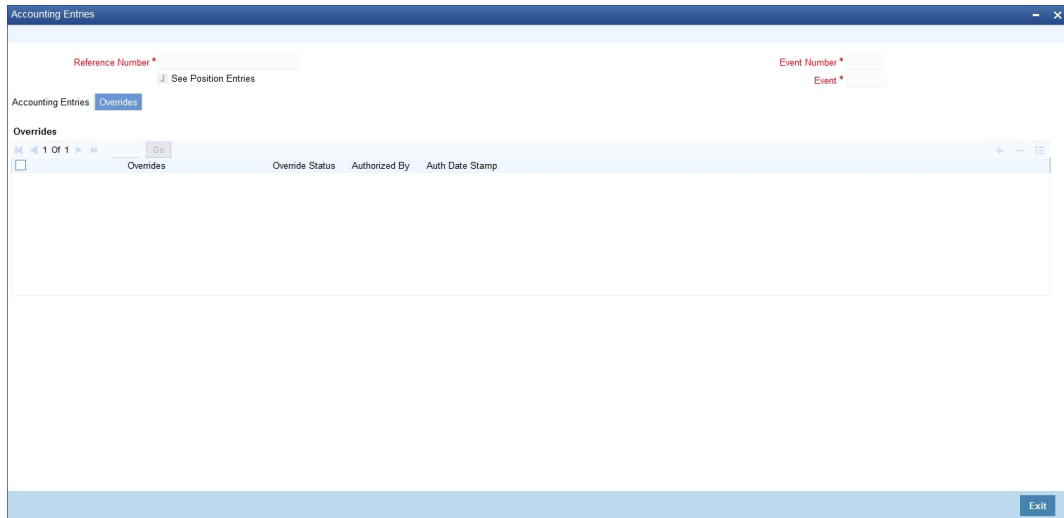 Accounting Entries
Reference Number *
See Position Entries
Event Number *
Event *
Accounting Entries Overrides
Overrides
1 Of 1 Go
Overrides Override Status Authorized By Auth Date Stamp
Exit